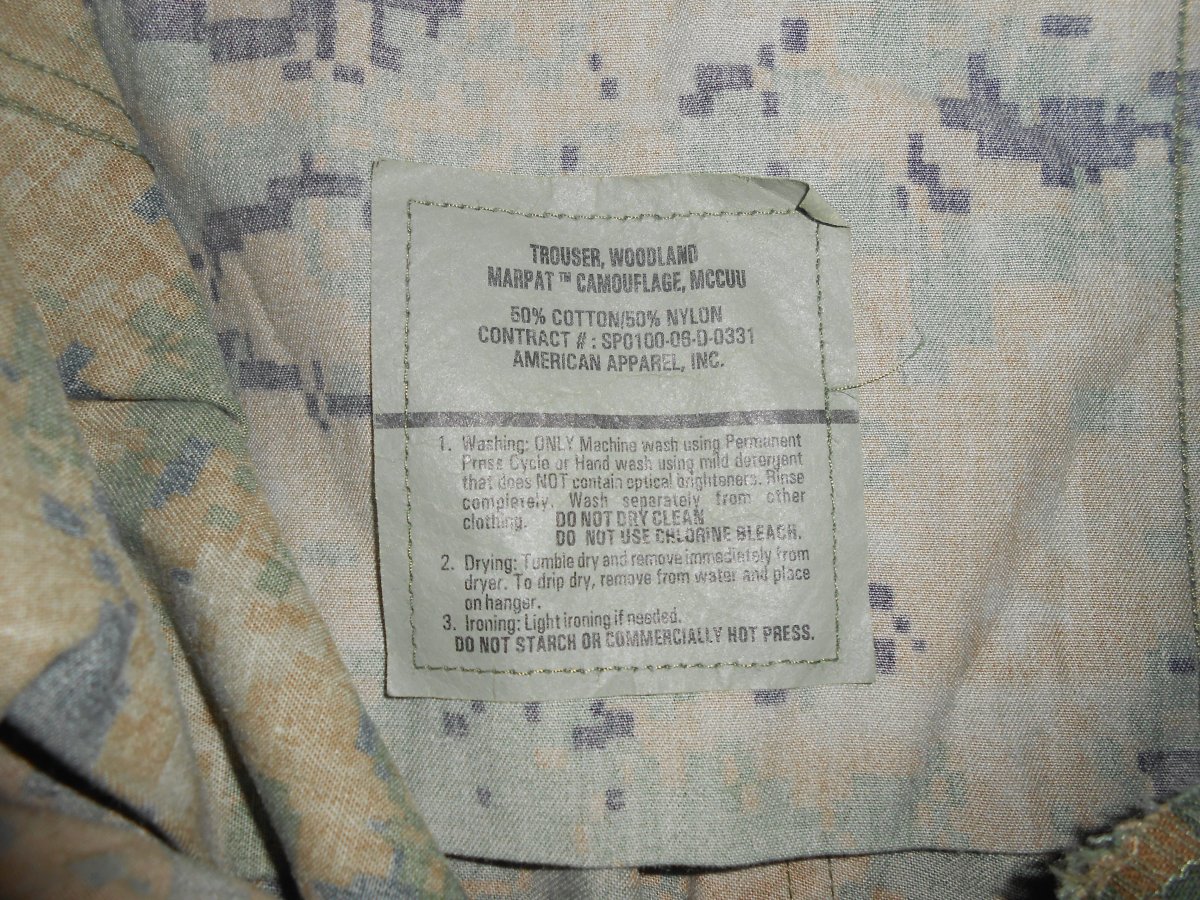 TROUSER, WOODLAND
MARPAT™ CAMOUFLAGE, MCCUU
50% COTTON/50% NYLON
CONTRACT # : SP0100-06-D-0331
AMERICAN APPAREL, INC.
1. Washing: ONLY Machine wash using Permanent
Press Cycle or Hand wash using mild detergent
that does NOT contain optical brighteners. Rinse
completely. Wash separately from other
clothing. DO NOT DRY CLEAN
DO NOT USE CHLORINE BLEACH.
2. Drying: Tumble dry and remove immediately from
dryer. To drip dry, remove from water and place
on hanger.
3. Ironing: Light ironing if needed.
DO NOT STARCH OR COMMERCIALLY HOT PRESS.